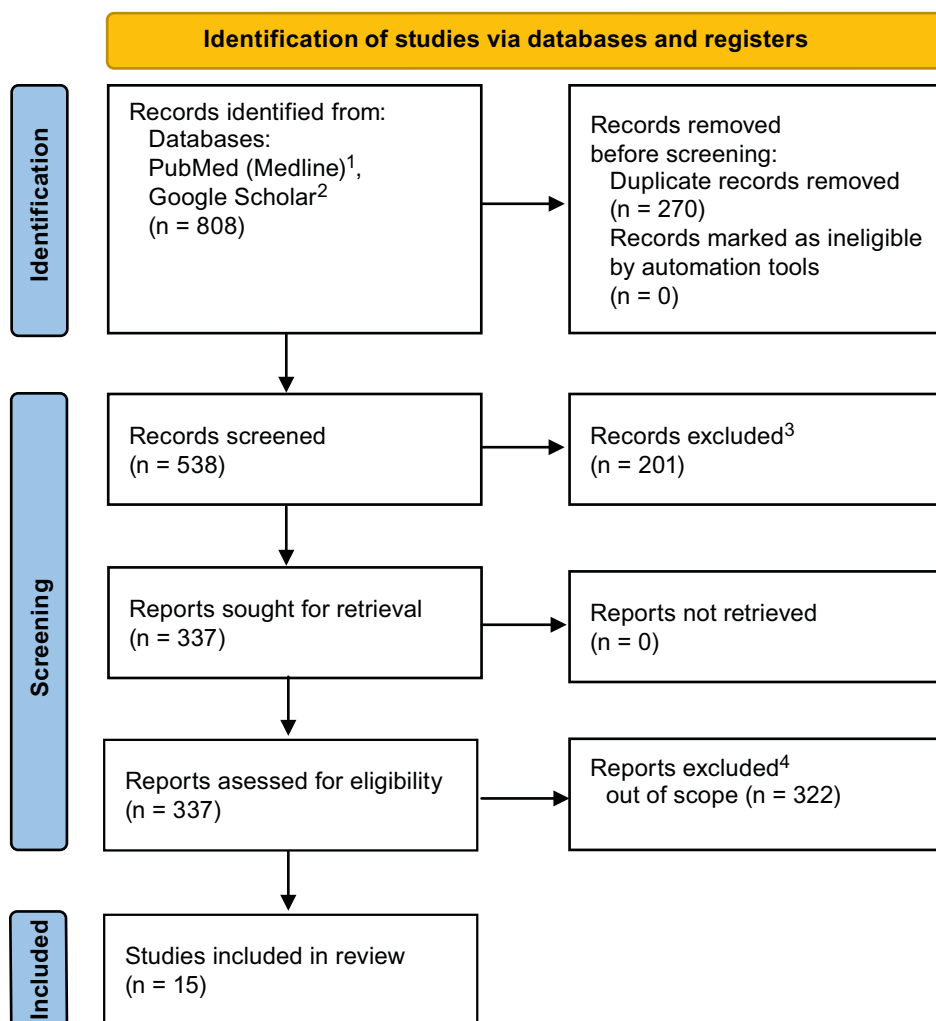 Identification of studies via databases and registers
Identification
Records identified from:
Databases:
PubMed (Medline)1,
Google Scholar2
(n = 808)
Records removed
before screening:
Duplicate records removed
(n = 270)
Records marked as ineligible
by automation tools
(n = 0)
Screening
Records screened
(n = 538)
Records excluded3
(n = 201)
Reports sought for retrieval
(n = 337)
Reports not retrieved
(n = 0)
Reports asessed for eligibility
(n = 337)
Reports excluded4
out of scope (n = 322)
Included
Studies included in review
(n = 15)